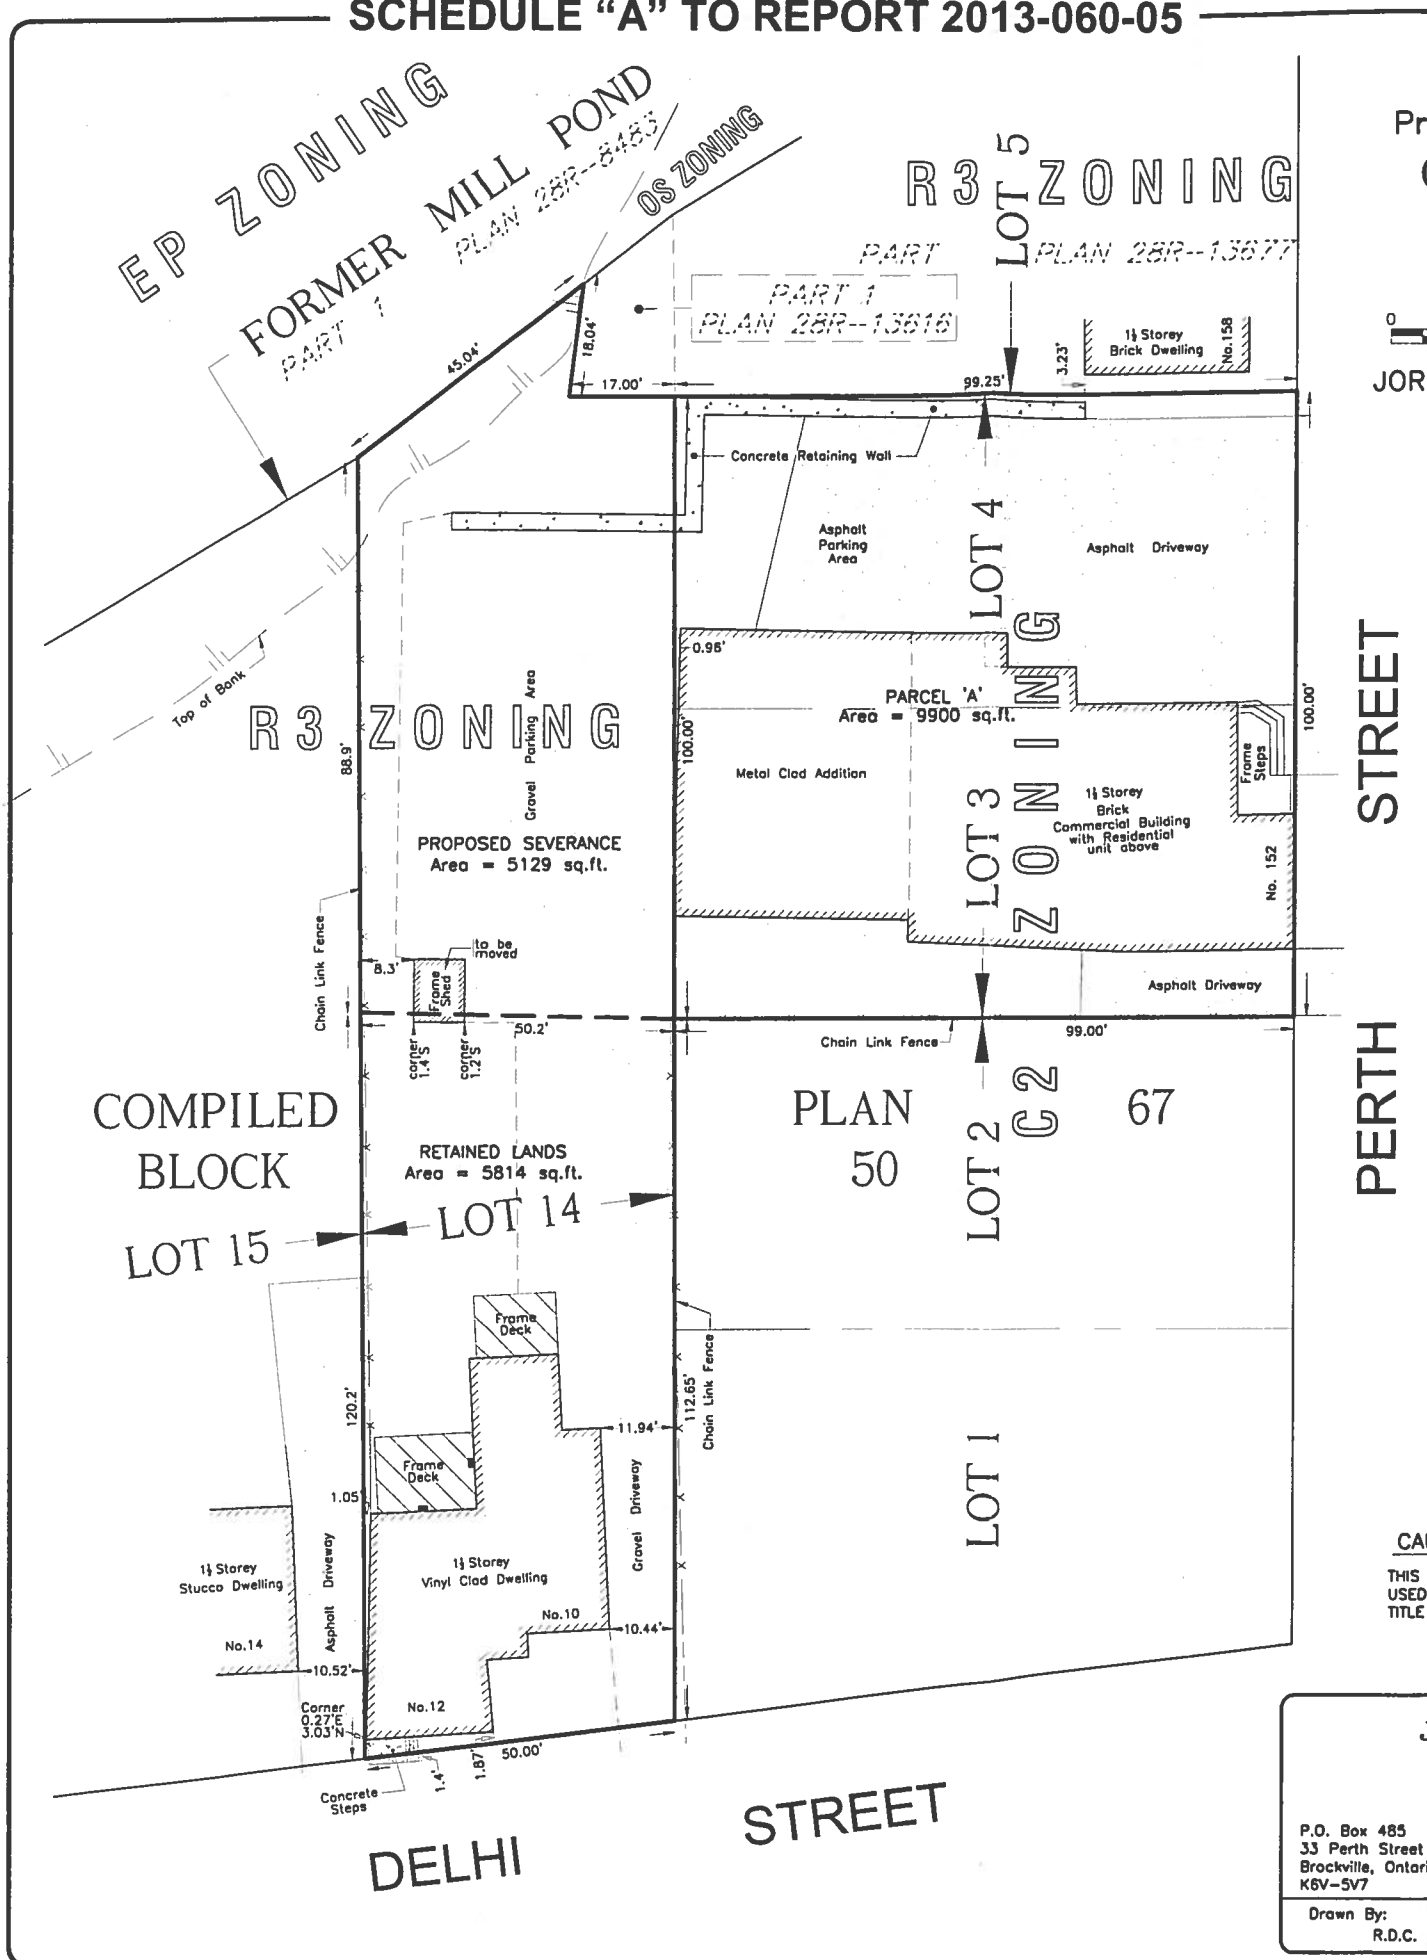 SCHEDULE “A” TO REPORT 2013-060-05
EP ZONING
FORMER MILL POND
PART 1
PLAN 28R-8483
OS ZONING
R3 ZONING
LOT 5
PART
PLAN 28R--13677
PART 1
PLAN 28R--13616
1½ Storey
Brick Dwelling
No.158
3.23'
45.04'
18.04'
17.00'
99.25'
0
JOR
Concrete Retaining Wall
Asphalt
Parking
Area
LOT 4
Asphalt Driveway
Top of Bank
R3 ZONING
Gravel Parking Area
88.9'
0.96'
100.00'
PARCEL 'A'
Area = 9900 sq.ft.
100.00'
Metal Clad Addition
Frame
Steps
1½ Storey
Brick
Commercial Building
with Residential
unit above
LOT 3
No. 152
PROPOSED SEVERANCE
Area = 5129 sq.ft.
Chain Link Fence
to be
moved
8.3'
Frame
Shed
Asphalt Driveway
50.2'
corner
1.4'S
corner
1.2'S
Chain Link Fence
99.00'
C2 ZONING
COMPILED
BLOCK
PLAN
50
67
LOT 2
RETAINED LANDS
Area = 5814 sq.ft.
LOT 15
LOT 14
PERTH STREET
Frame
Deck
120.2'
112.65'
Chain Link Fence
11.94'
Frame
Deck
1.05'
LOT 1
Gravel Driveway
Asphalt Driveway
1½ Storey
Stucco Dwelling
1½ Storey
Vinyl Clad Dwelling
No.10
No.14
10.44'
10.52'
Corner
0.27'E
3.03'N
No.12
1.4'
1.87'
50.00'
Concrete
Steps
DELHI STREET
THIS
USED
TITLE
P.O. Box 485
33 Perth Street
Brockville, Ontari
K6V-5V7
Drawn By:
R.D.C.